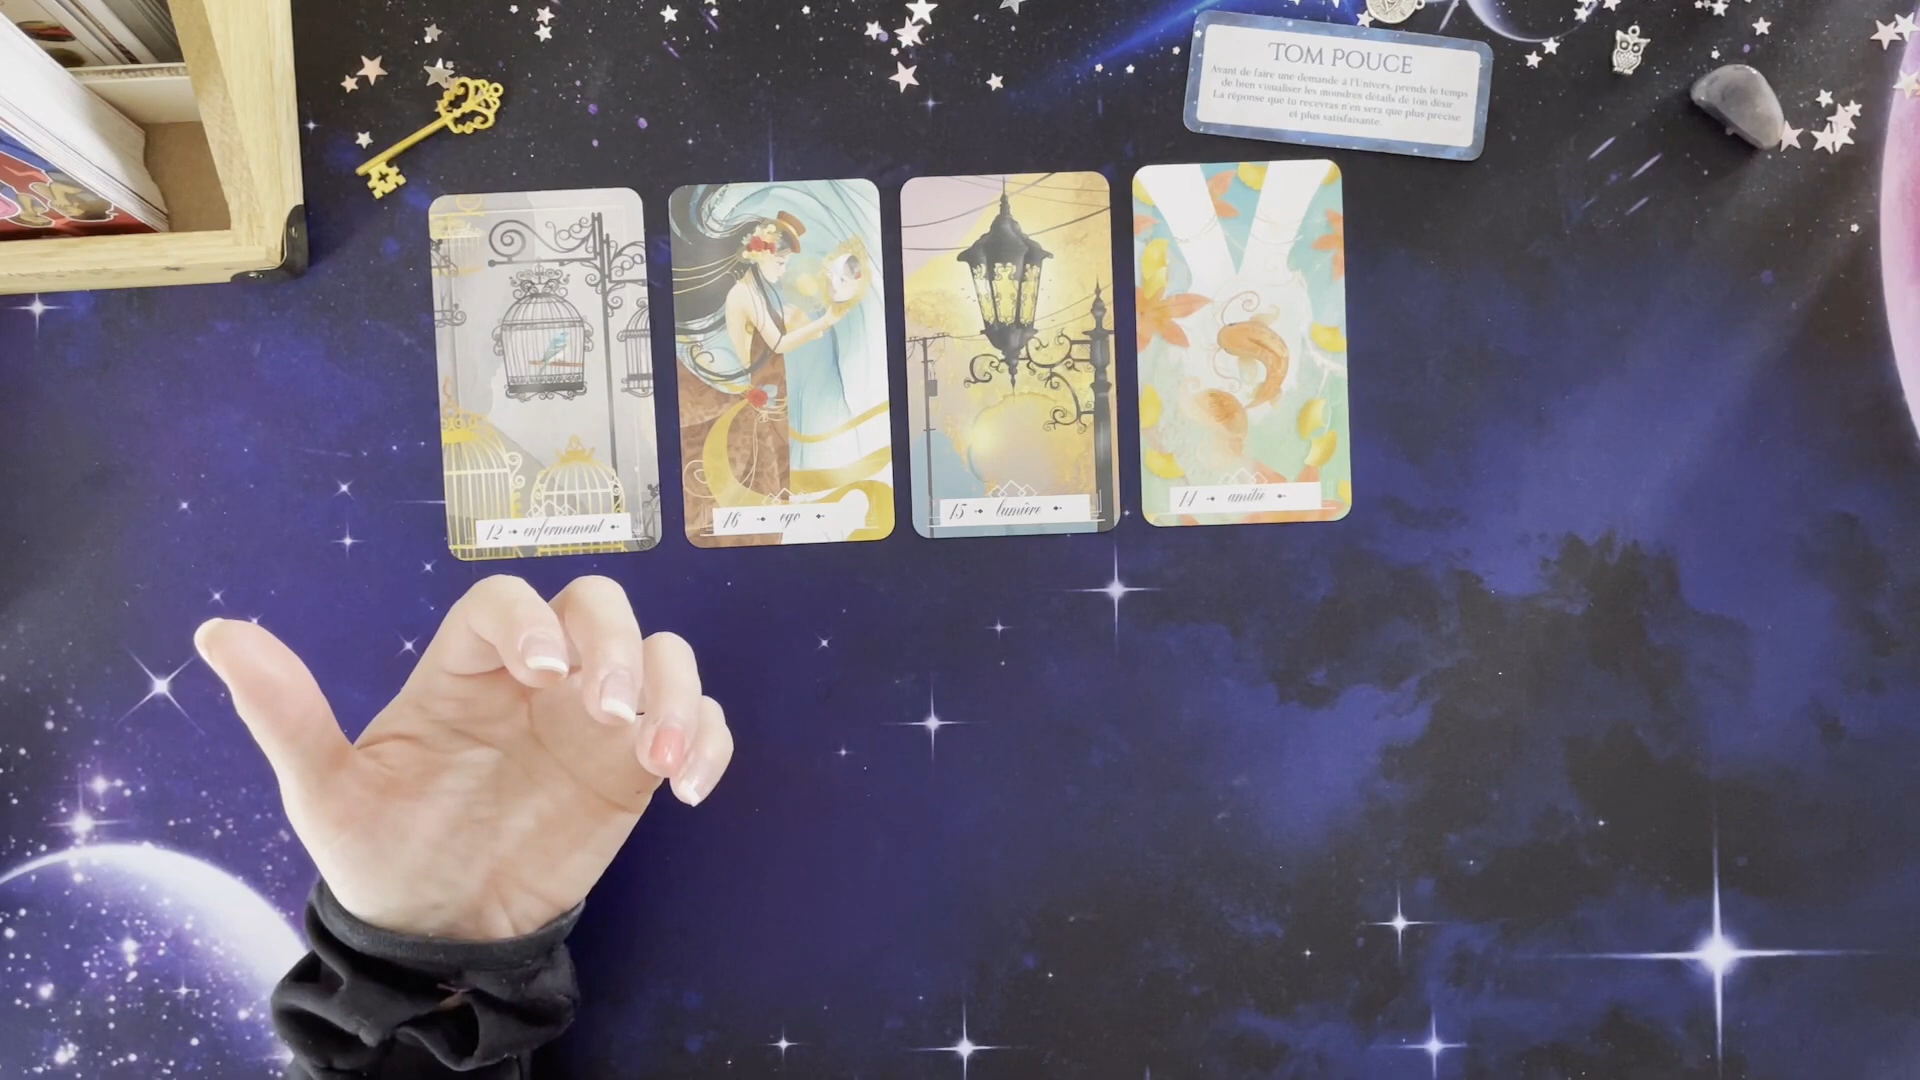 TOM POUCE
Avant de faire une demande à l'Univers, prends le temps
de bien visualiser les moindres détails de ton désir.
La réponse que tu recevras n'en sera que plus précise
et plus satisfaisante.
12 enfermement
16 ego
15 lumière
14 amitié